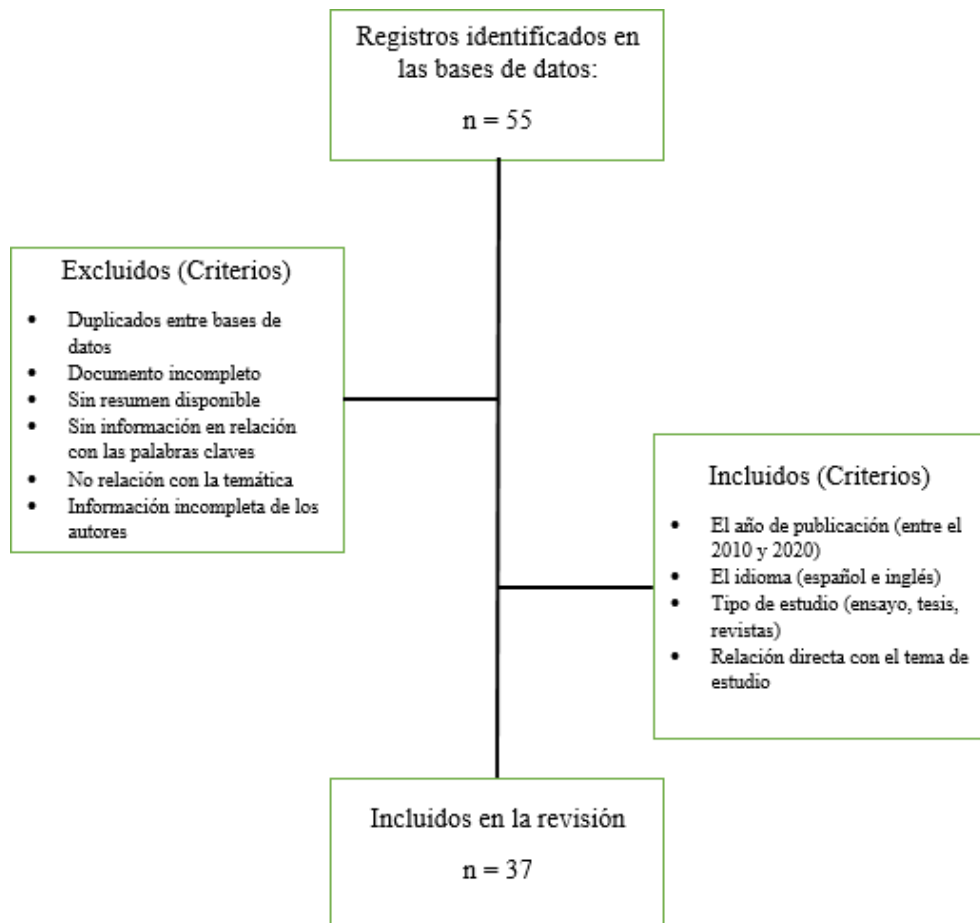 Registros identificados en
las bases de datos:
n = 55
Excluidos (Criterios)
• Duplicados entre bases de
datos
• Documento incompleto
• Sin resumen disponible
• Sin información en relación
con las palabras claves
• No relación con la temática
• Información incompleta de los
autores
Incluidos (Criterios)
• El año de publicación (entre el
2010 y 2020)
• El idioma (español e inglés)
• Tipo de estudio (ensayo, tesis,
revistas)
• Relación directa con el tema de
estudio
Incluidos en la revisión
n = 37